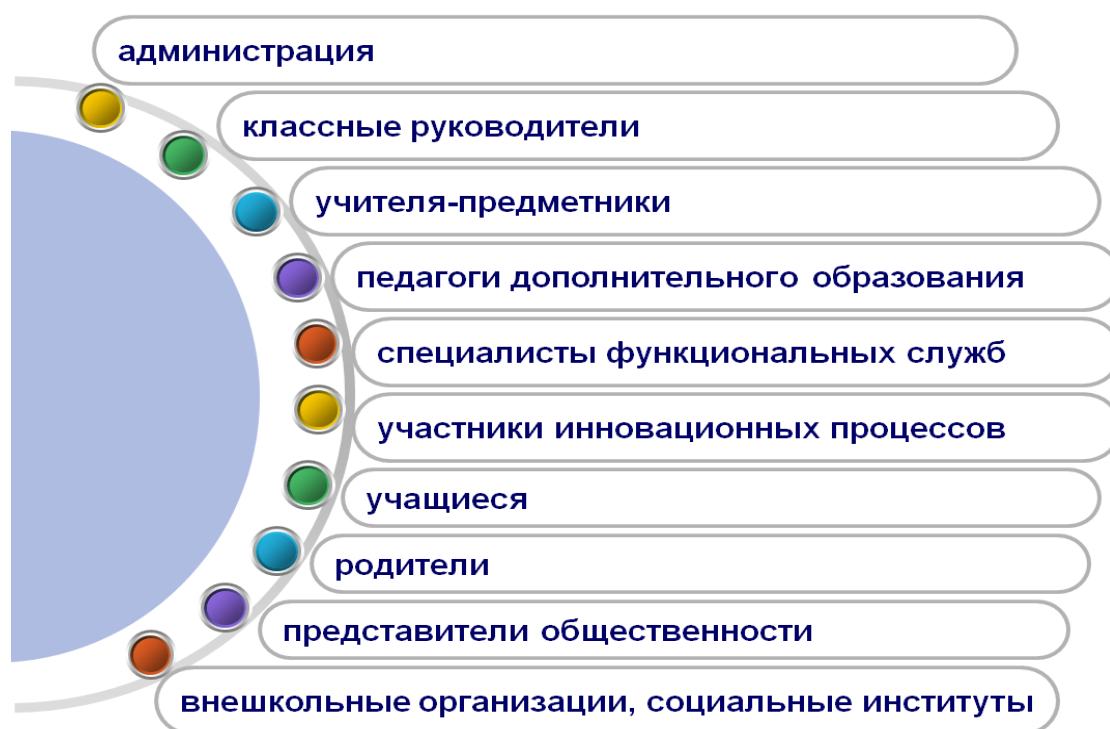 администрация
классные руководители
учителя-предметники
педагоги дополнительного образования
специалисты функциональных служб
участники инновационных процессов
учащиеся
родители
представители общественности
внешкольные организации, социальные институты